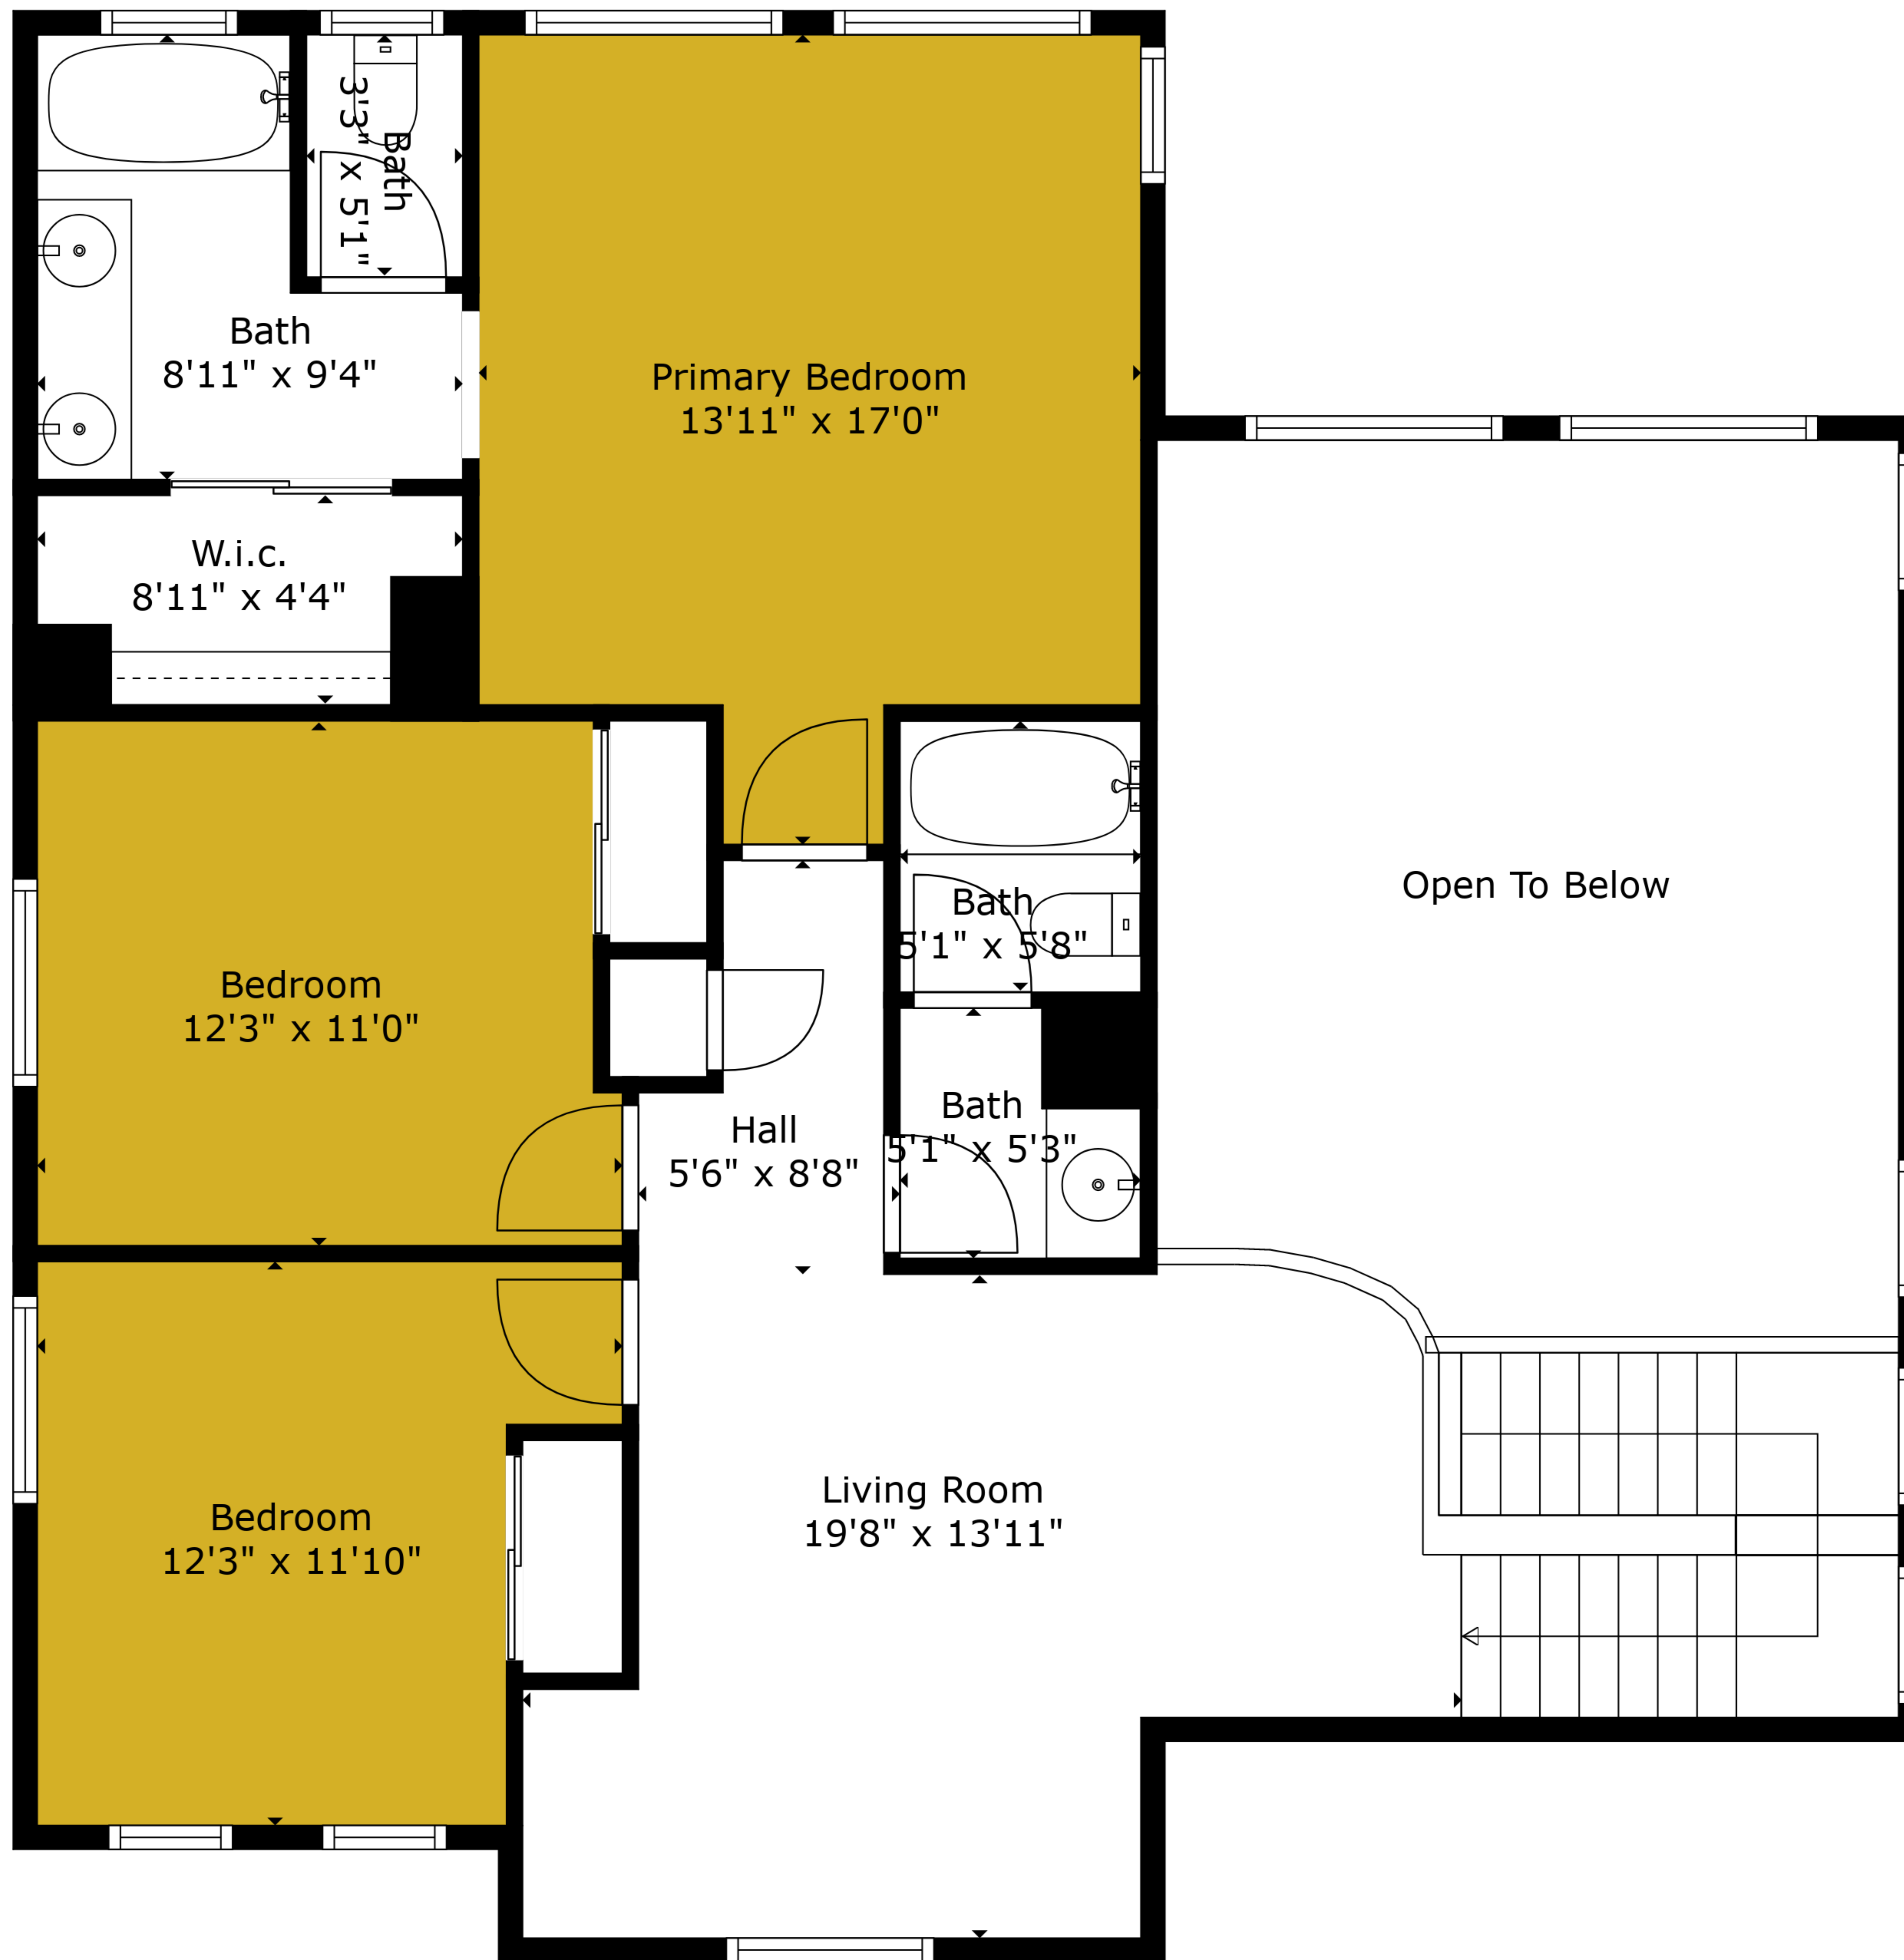 Bath
3'3" x 5'1"
Bath
8'11" x 9'4"
Primary Bedroom
13'11" x 17'0"
W.i.c.
8'11" x 4'4"
Open To Below
Bath
5'1" x 5'8"
Bedroom
12'3" x 11'0"
Bath
5'1" x 5'3"
Hall
5'6" x 8'8"
Living Room
19'8" x 13'11"
Bedroom
12'3" x 11'10"